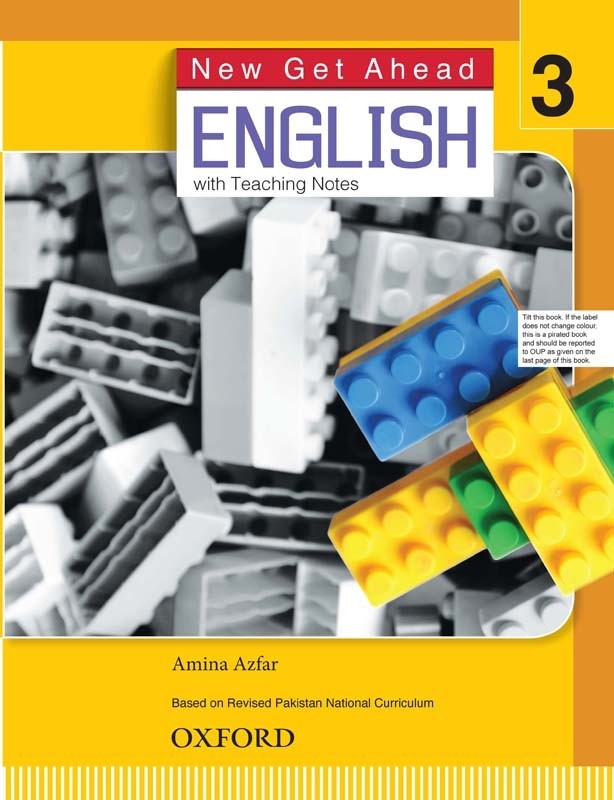 New Get Ahead
3
ENGLISH
with Teaching Notes
Tilt this book. If the label
does not change colour,
this is a pirated book
and should be reported
to OUP as given on the
last page of this book.
Amina Azfar
Based on Revised Pakistan National Curriculum
OXFORD